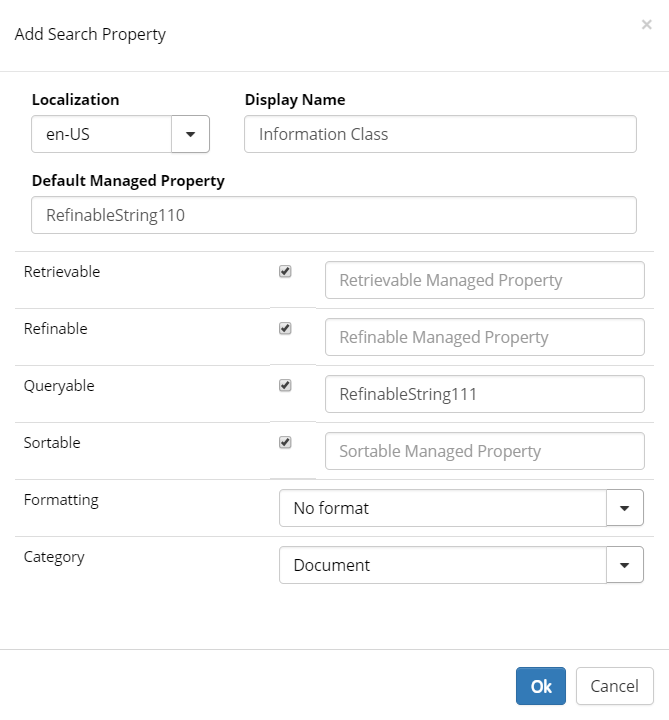 Add Search Property
×
Localization
Display Name
en-US
Information Class
Default Managed Property
RefinableString110
Retrievable
Retrievable Managed Property
Refinable
Refinable Managed Property
Queryable
RefinableString111
Sortable
Sortable Managed Property
Formatting
No format
Category
Document
Ok
Cancel